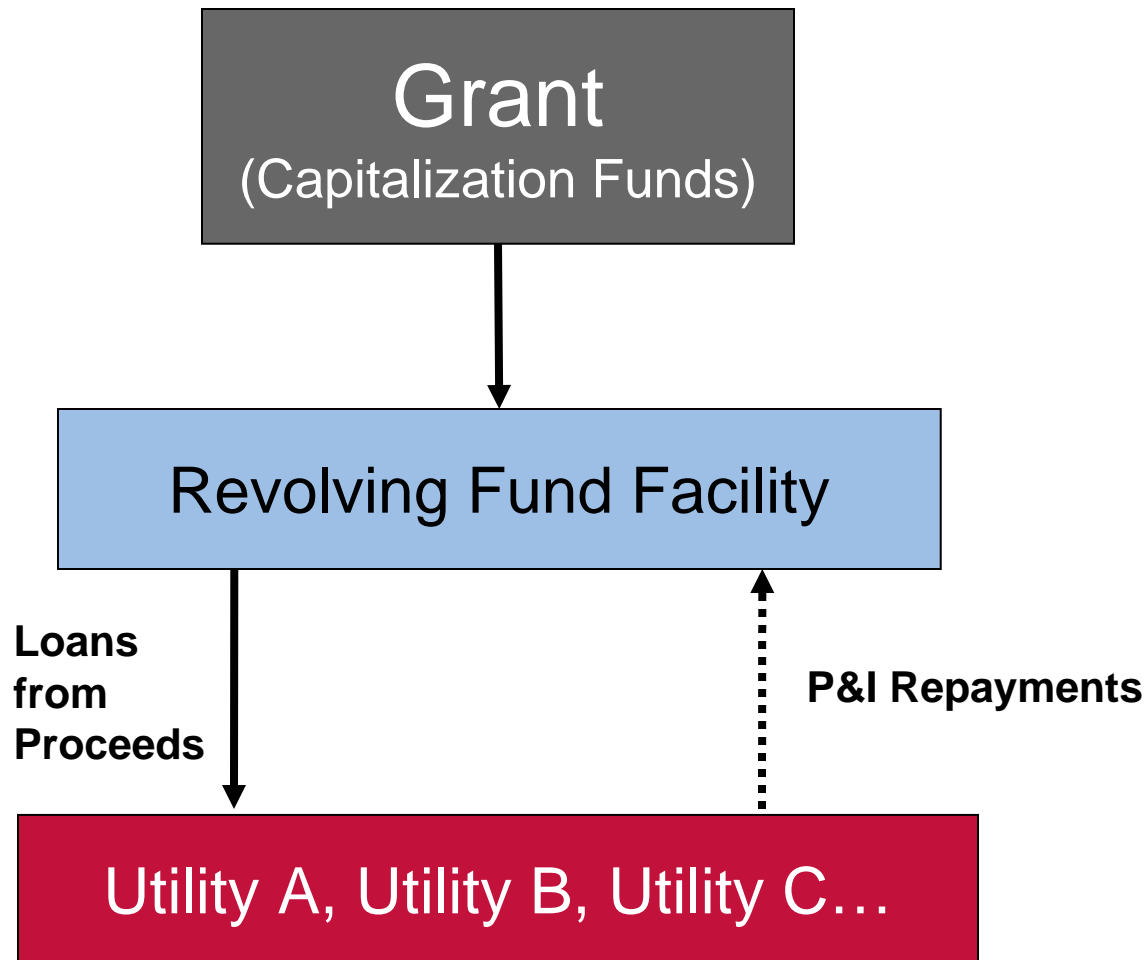 Grant
(Capitalization Funds)
Revolving Fund Facility
Loans
from
Proceeds
P&I Repayments
Utility A, Utility B, Utility C…